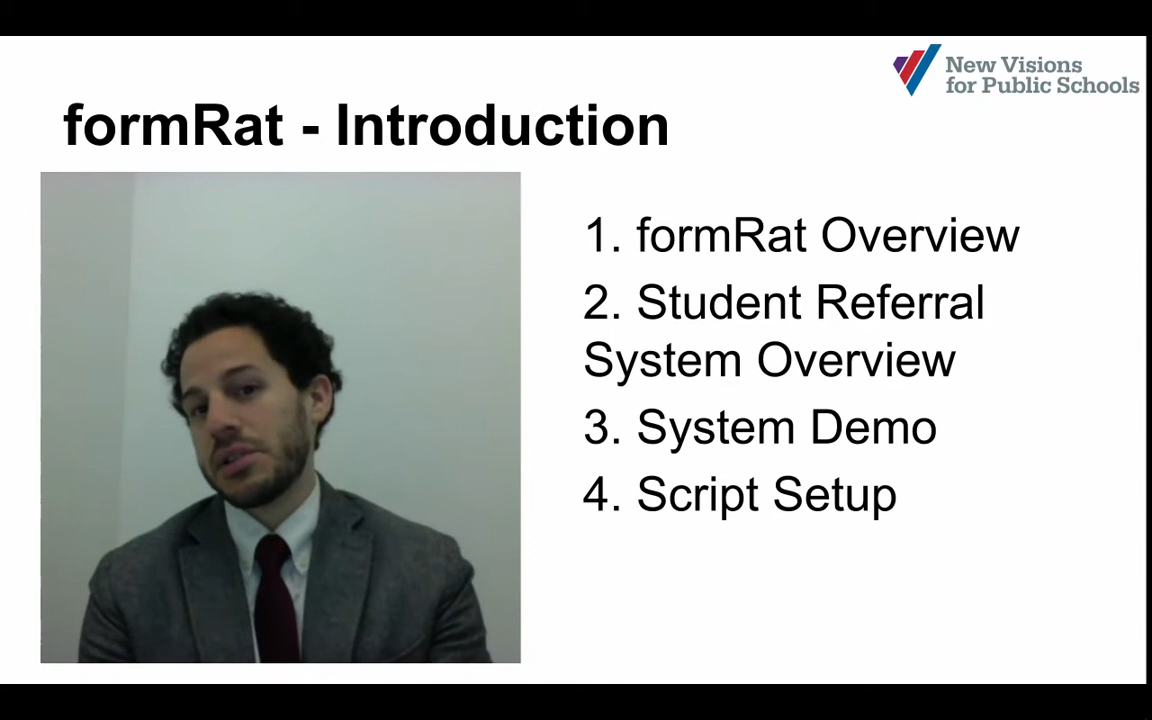 New Visions
for Public Schools
formRat - Introduction
1. formRat Overview
2. Student Referral
System Overview
3. System Demo
4. Script Setup